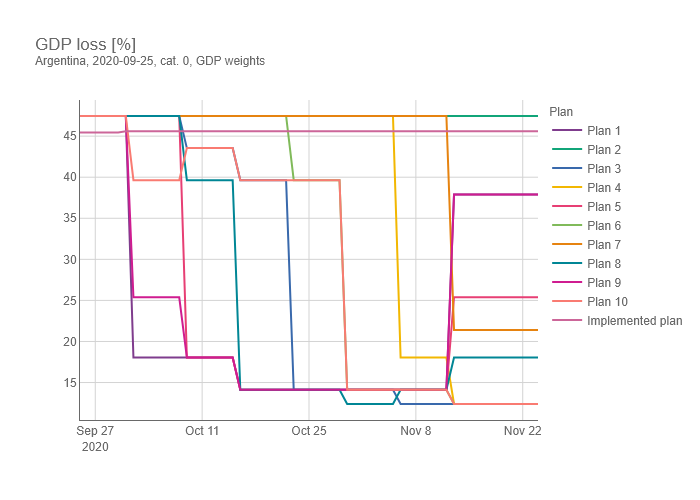 GDP loss [%]
Argentina, 2020-09-25, cat. 0, GDP weights
Plan
Plan 1
Plan 2
Plan 3
Plan 4
Plan 5
Plan 6
Plan 7
Plan 8
Plan 9
Plan 10
Implemented plan
45
40
35
30
25
20
15
Sep 27
2020
Oct 11
Oct 25
Nov 8
Nov 22